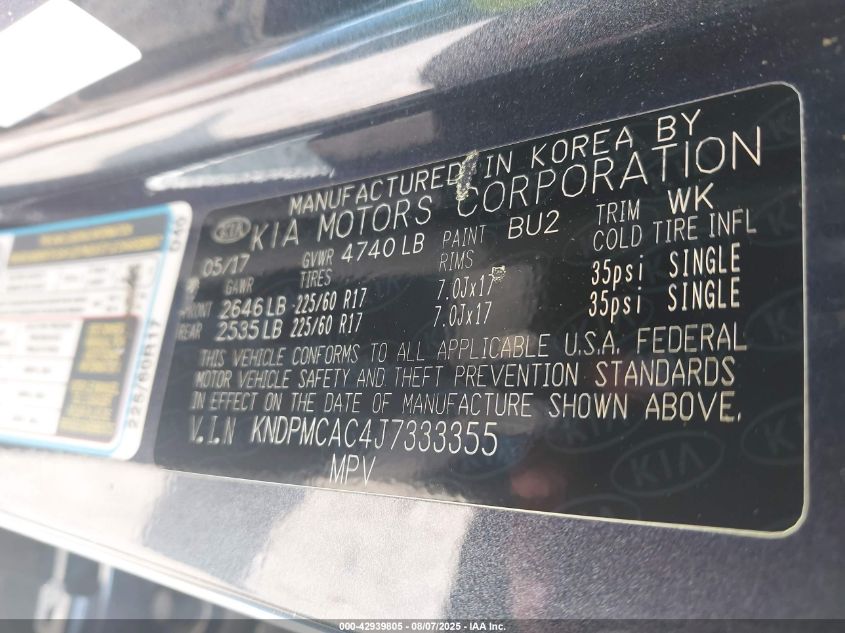 MANUFACTURED IN KOREA BY
KIA KIA MOTORS CORPORATION
05/17 GVWR 4740 LB PAINT BU2 TRIM WK
GAWR TIRES RIMS COLD TIRE INFL
FRONT 2646 LB 225/60 R17 7.0Jx17 35psi SINGLE
REAR 2535 LB 225/60 R17 7.0Jx17 35psi SINGLE
THIS VEHICLE CONFORMS TO ALL APPLICABLE U.S.A. FEDERAL
MOTOR VEHICLE SAFETY AND THEFT PREVENTION STANDARDS
IN EFFECT ON THE DATE OF MANUFACTURE SHOWN ABOVE.
V.I.N KNDPMCAC4J7333355
MPV
225/60R17
000-42939805 - 08/07/2025 - IAA Inc.